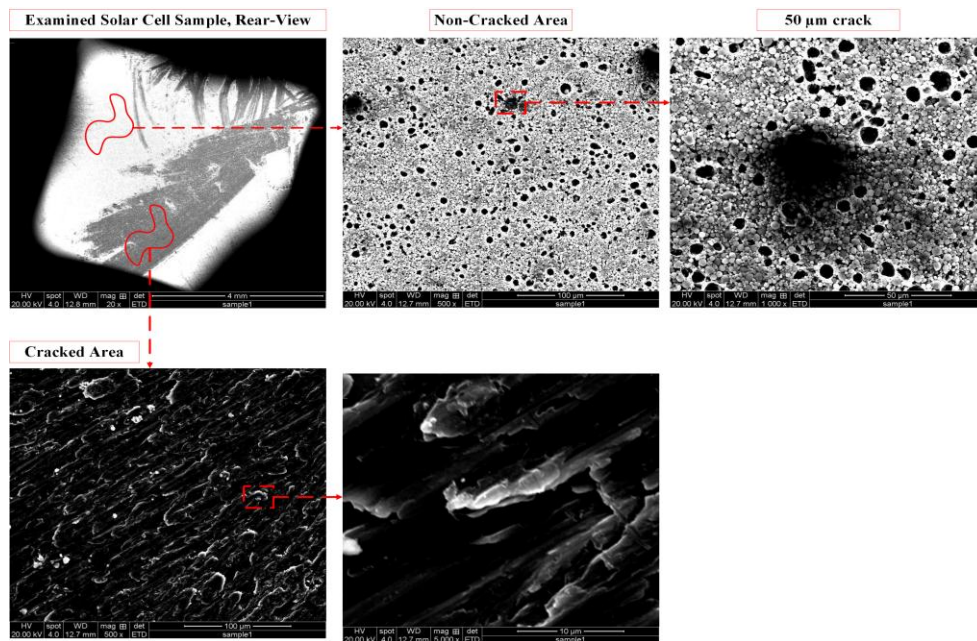 Examined Solar Cell Sample, Rear-View
Non-Cracked Area
50 µm crack
HV spot WD mag ⊞ det 4 mm
20.00 kV 4.0 12.8 mm 20 x ETD sample1
HV spot WD mag ⊞ det 100 µm
20.00 kV 4.0 12.7 mm 500 x ETD sample1
HV spot WD mag ⊞ det 50 µm
20.00 kV 4.0 12.7 mm 1 000 x ETD sample1
Cracked Area
HV spot WD mag ⊞ det 100 µm
20.00 kV 4.0 12.7 mm 500 x ETD sample1
HV spot WD mag ⊞ det 10 µm
20.00 kV 4.0 12.7 mm 5 000 x ETD sample1